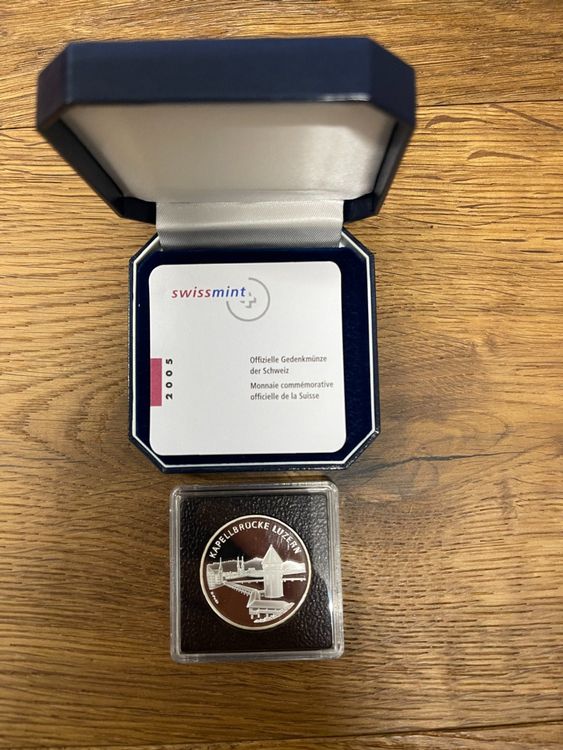 swissmint
2005
Offizielle Gedenkmünze
der Schweiz
Monnaie commémorative
officielle de la Suisse
KAPELLBRÜCKE LUZERN